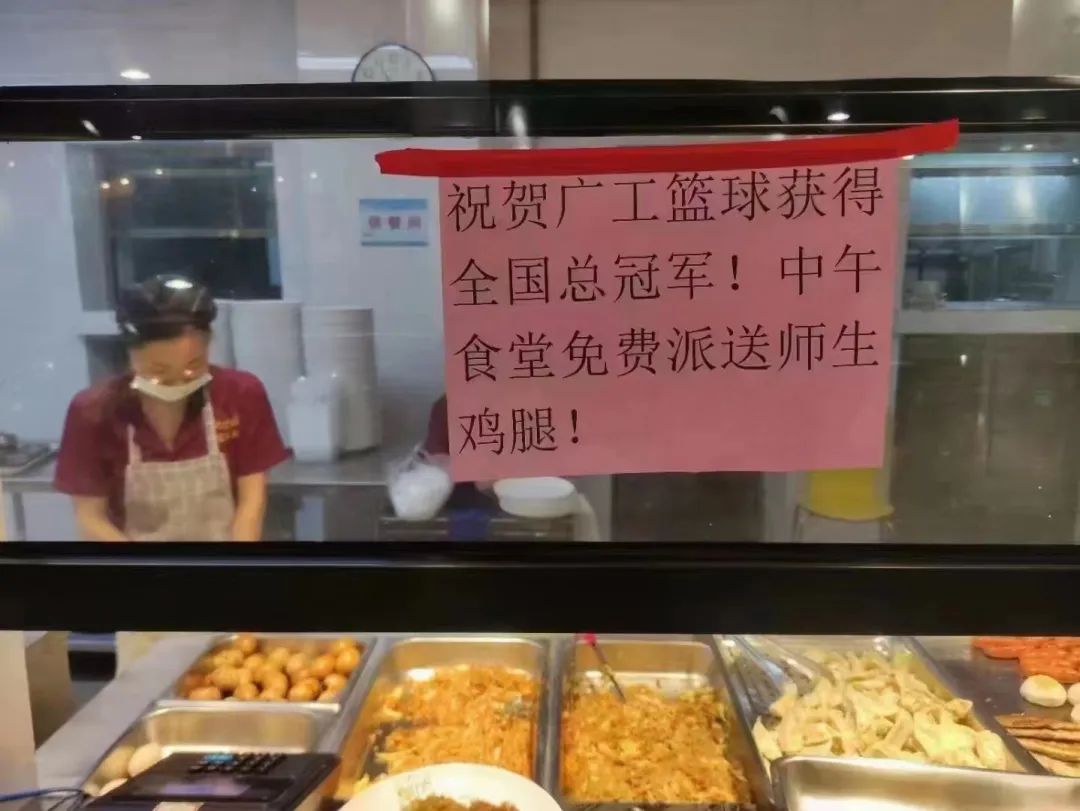 祝贺广工篮球获得
全国总冠军！中午
食堂免费派送师生
鸡腿！